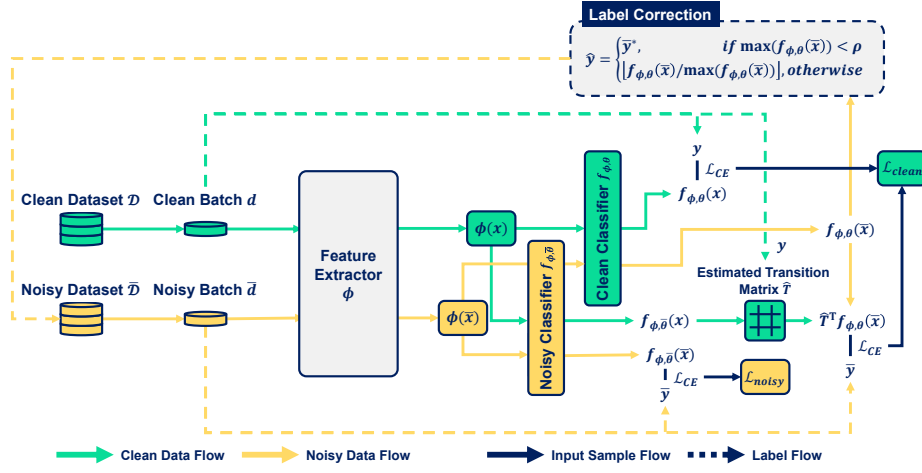 Label Correction
ŷ = { ȳ*, if max(f_{ϕ,θ}(x̄)) < ρ
⌊f_{ϕ,θ}(x̄)/max(f_{ϕ,θ}(x̄))⌋, otherwise
y
ℒ_CE
f_{ϕ,θ}(x)
ℒ_clean
Clean Dataset 𝒟
Clean Batch d
Noisy Dataset 𝒟̄
Noisy Batch d̄
Feature
Extractor
ϕ
ϕ(x)
ϕ(x̄)
Clean Classifier f_{ϕ,θ}
Noisy Classifier f_{ϕ,θ̄}
f_{ϕ,θ}(x̄)
y
Estimated Transition
Matrix T̂
f_{ϕ,θ̄}(x)
T̂ᵀf_{ϕ,θ}(x̄)
ℒ_CE
ȳ
f_{ϕ,θ̄}(x̄)
ℒ_CE
ȳ
ℒ_noisy
Clean Data Flow
Noisy Data Flow
Input Sample Flow
Label Flow